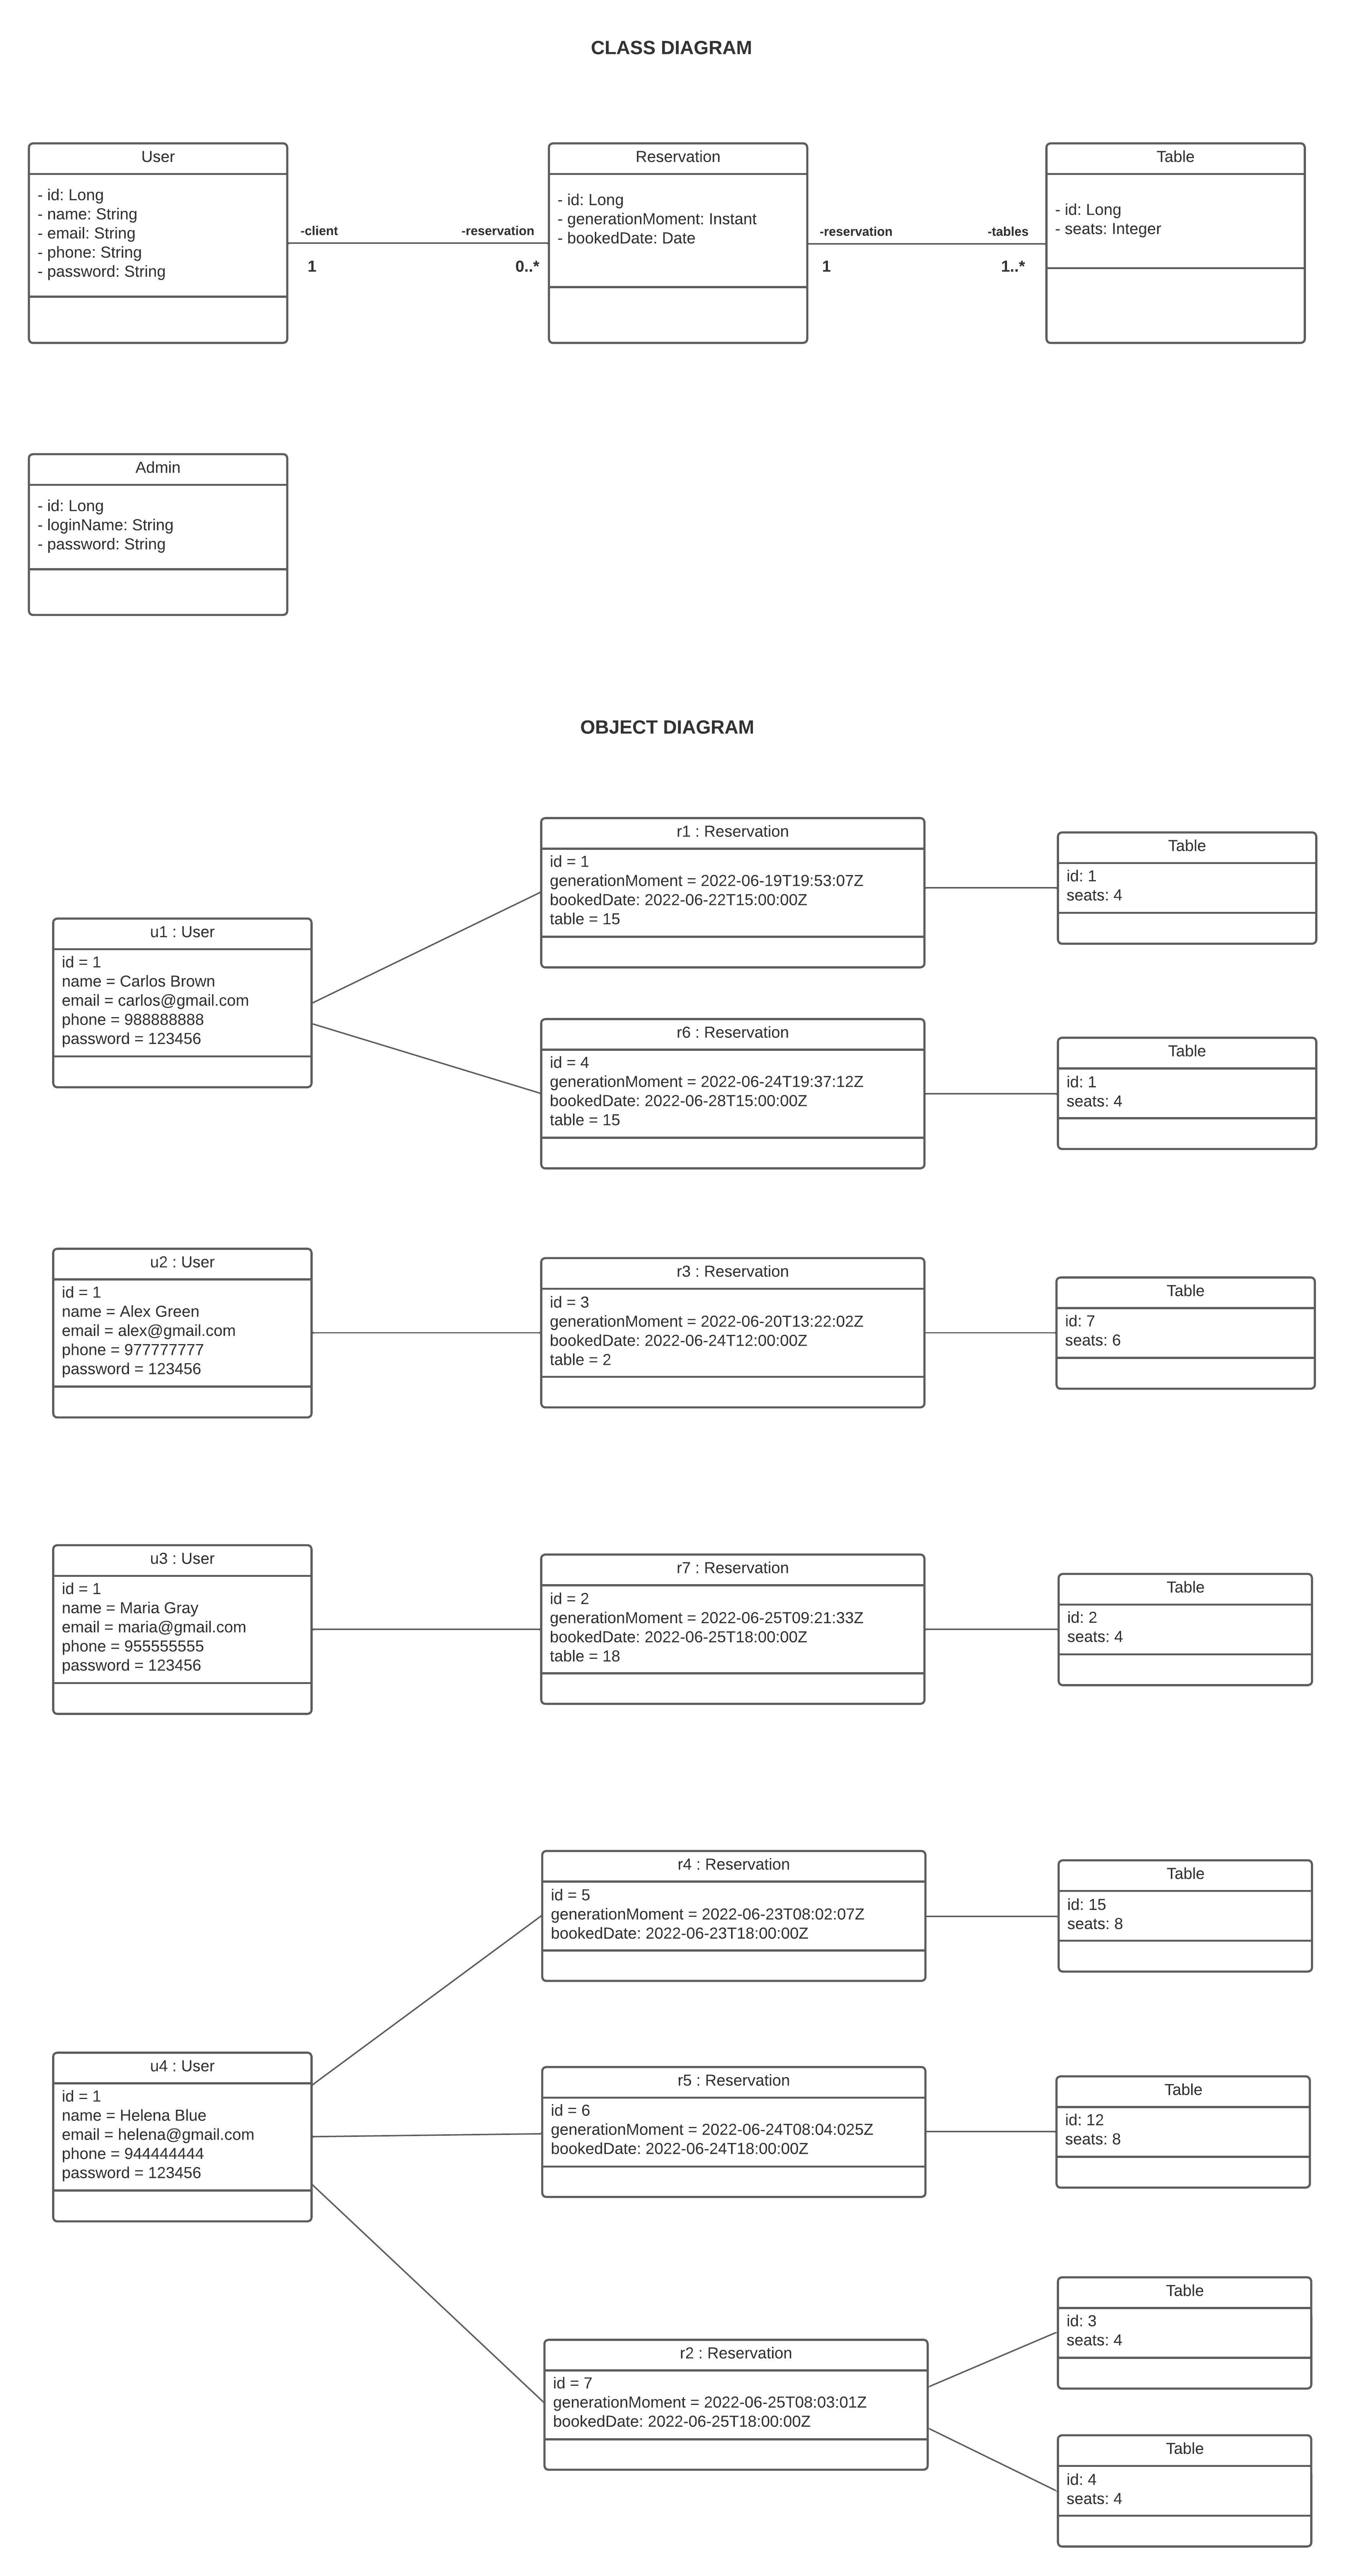 CLASS DIAGRAM
User
- id: Long
- name: String
- email: String
- phone: String
- password: String
-client
1
-reservation
0..*
Reservation
- id: Long
- generationMoment: Instant
- bookedDate: Date
-reservation
1
-tables
1..*
Table
- id: Long
- seats: Integer
Admin
- id: Long
- loginName: String
- password: String
OBJECT DIAGRAM
u1 : User
id = 1
name = Carlos Brown
email = carlos@gmail.com
phone = 988888888
password = 123456
r1 : Reservation
id = 1
generationMoment = 2022-06-19T19:53:07Z
bookedDate: 2022-06-22T15:00:00Z
table = 15
Table
id: 1
seats: 4
r6 : Reservation
id = 4
generationMoment = 2022-06-24T19:37:12Z
bookedDate: 2022-06-28T15:00:00Z
table = 15
Table
id: 1
seats: 4
u2 : User
id = 1
name = Alex Green
email = alex@gmail.com
phone = 977777777
password = 123456
r3 : Reservation
id = 3
generationMoment = 2022-06-20T13:22:02Z
bookedDate: 2022-06-24T12:00:00Z
table = 2
Table
id: 7
seats: 6
u3 : User
id = 1
name = Maria Gray
email = maria@gmail.com
phone = 955555555
password = 123456
r7 : Reservation
id = 2
generationMoment = 2022-06-25T09:21:33Z
bookedDate: 2022-06-25T18:00:00Z
table = 18
Table
id: 2
seats: 4
u4 : User
id = 1
name = Helena Blue
email = helena@gmail.com
phone = 944444444
password = 123456
r4 : Reservation
id = 5
generationMoment = 2022-06-23T08:02:07Z
bookedDate: 2022-06-23T18:00:00Z
Table
id: 15
seats: 8
r5 : Reservation
id = 6
generationMoment = 2022-06-24T08:04:025Z
bookedDate: 2022-06-24T18:00:00Z
Table
id: 12
seats: 8
r2 : Reservation
id = 7
generationMoment = 2022-06-25T08:03:01Z
bookedDate: 2022-06-25T18:00:00Z
Table
id: 3
seats: 4
Table
id: 4
seats: 4